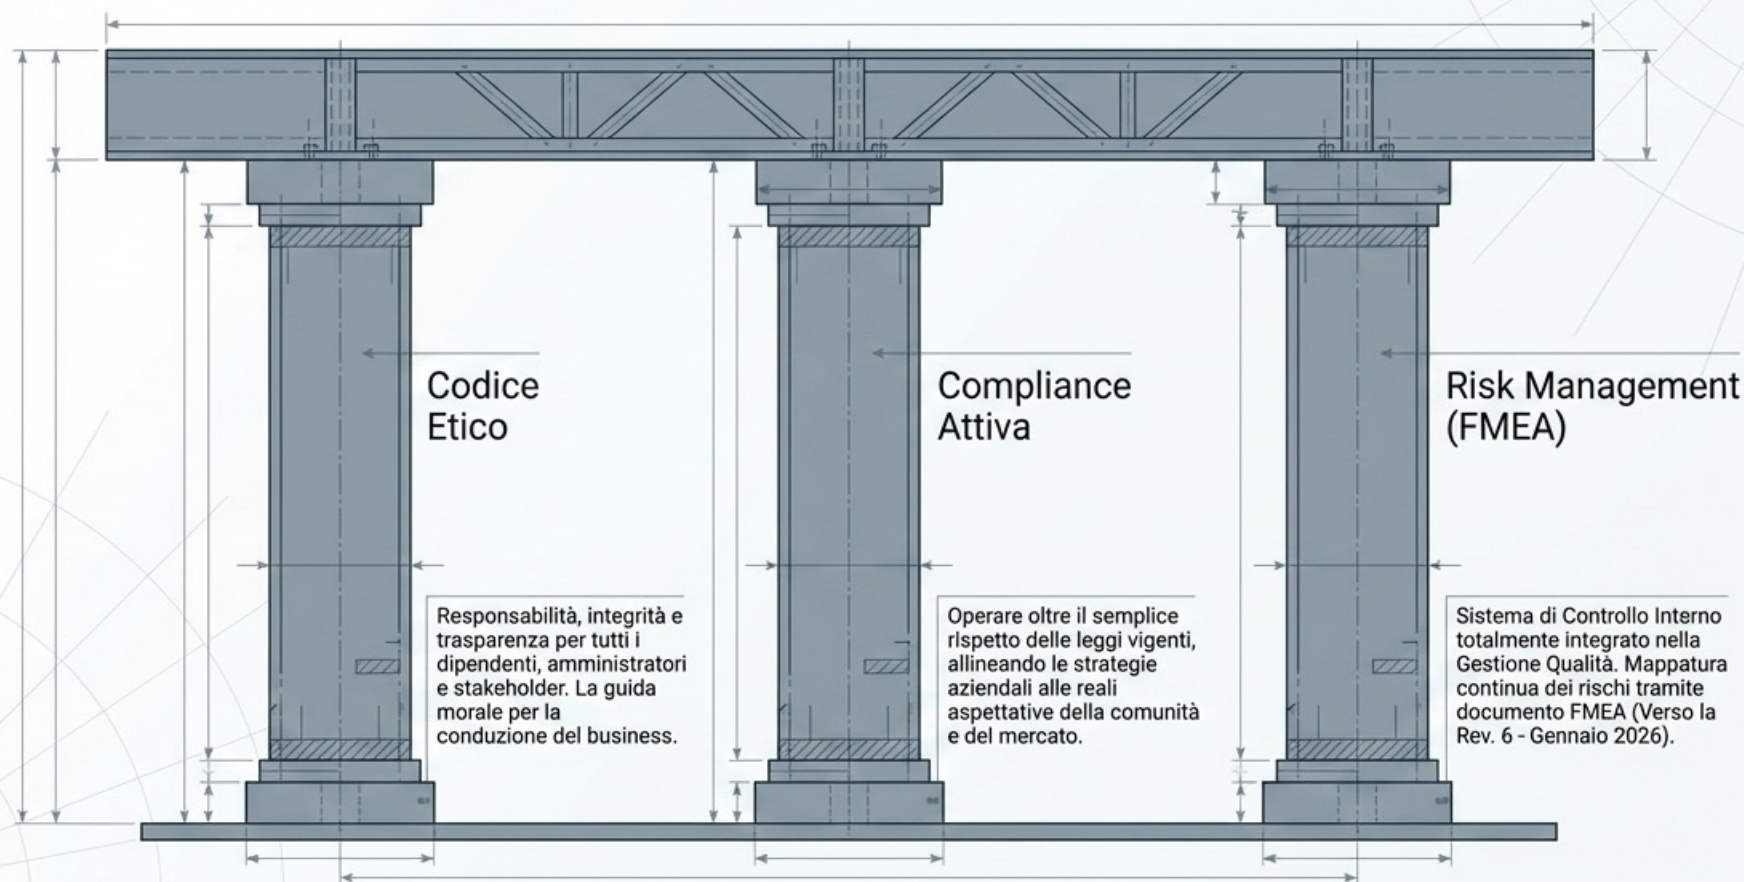 Codice
Etico
Compliance
Attiva
Risk Management
(FMEA)
Responsabilità, integrità e
trasparenza per tutti i
dipendenti, amministratori
e stakeholder. La guida
morale per la
conduzione del business.
Operare oltre il semplice
rispetto delle leggi vigenti,
allineando le strategie
aziendali alle reali
aspettative della comunità
e del mercato.
Sistema di Controllo Interno
totalmente integrato nella
Gestione Qualità. Mappatura
continua dei rischi tramite
documento FMEA (Verso la
Rev. 6 - Gennaio 2026).